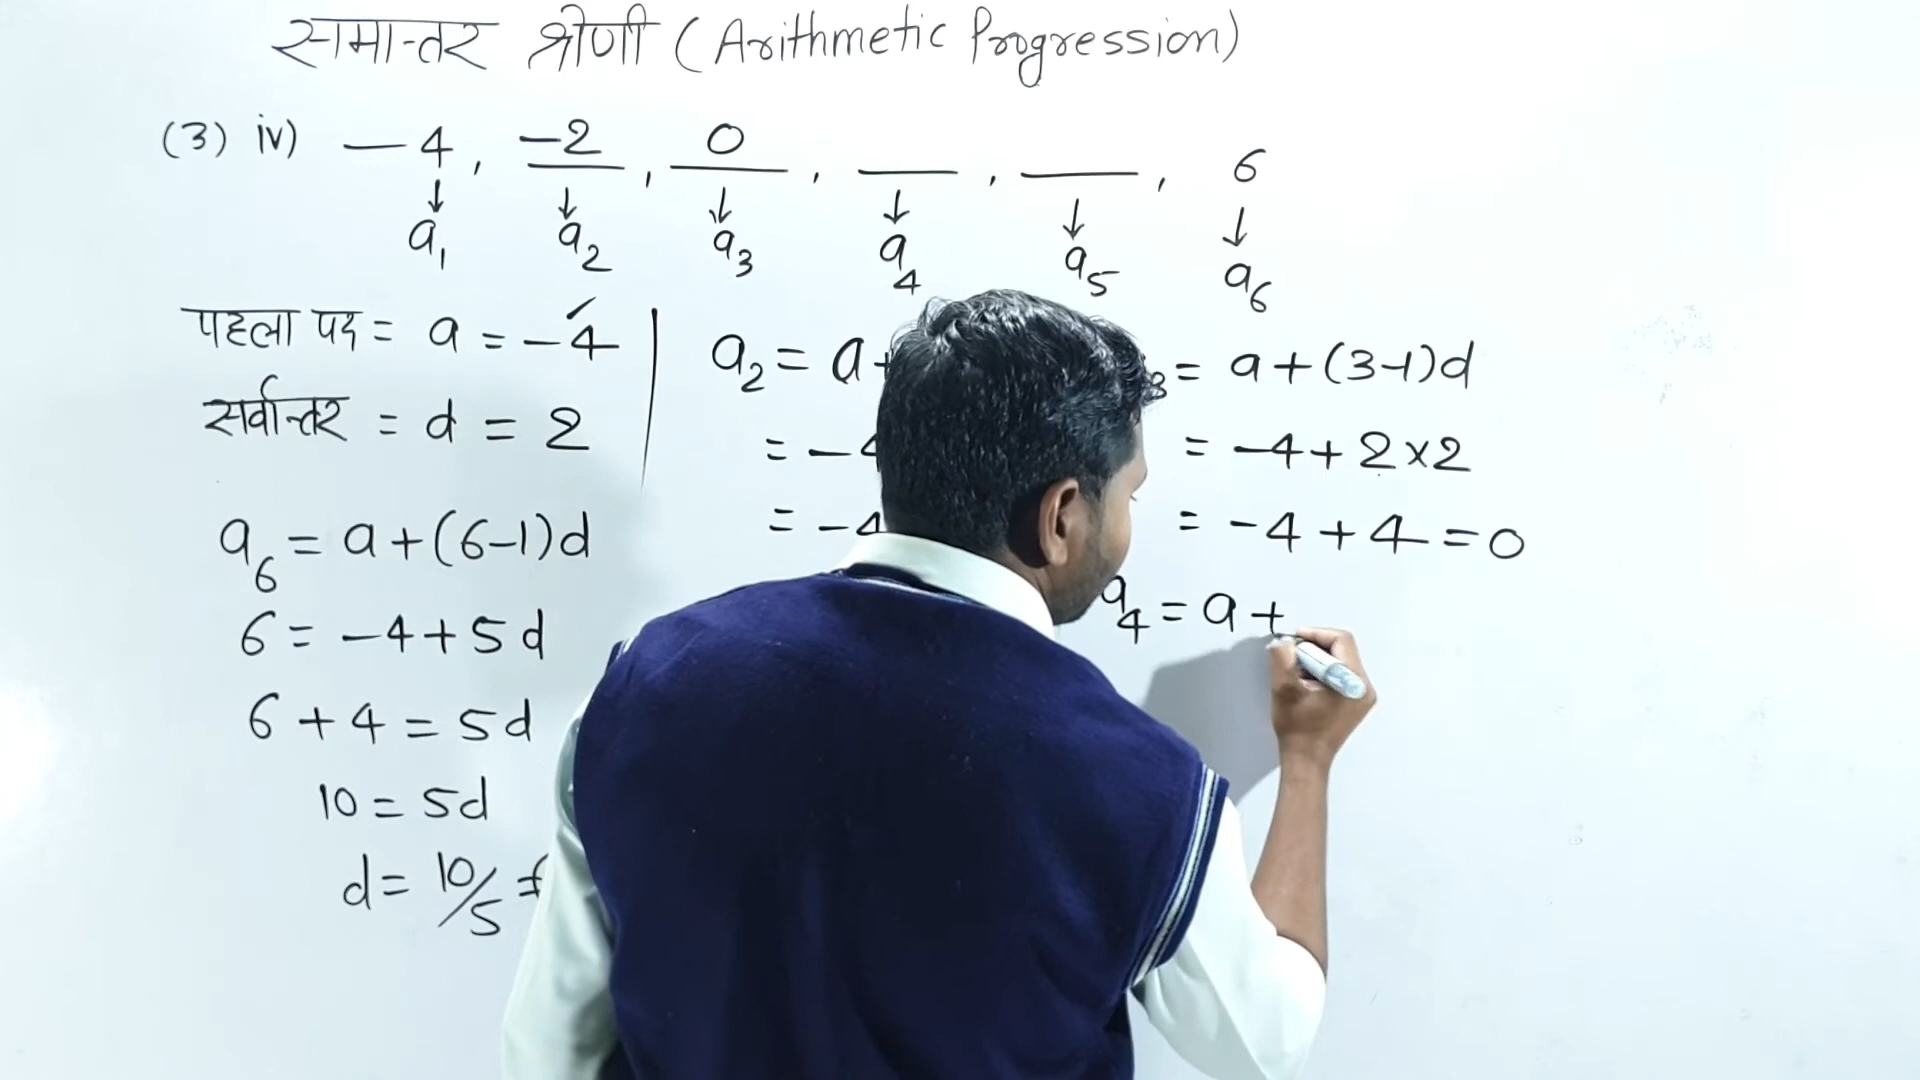 समान्तर श्रेणी (Arithmetic Progression)
(3) iv) -4, -2, 0, ___, ___, 6
↓ ↓ ↓ ↓ ↓ ↓
a₁ a₂ a₃ a₄ a₅ a₆
पहला पद = a = -4
सर्वान्तर = d = 2
a₆ = a+(6-1)d
6 = -4+5d
6+4 = 5d
10 = 5d
d = 10/5 =
a₂ = a+
= -4
= -4
₃ = a+(3-1)d
= -4+2×2
= -4+4=0
a₄ = a+